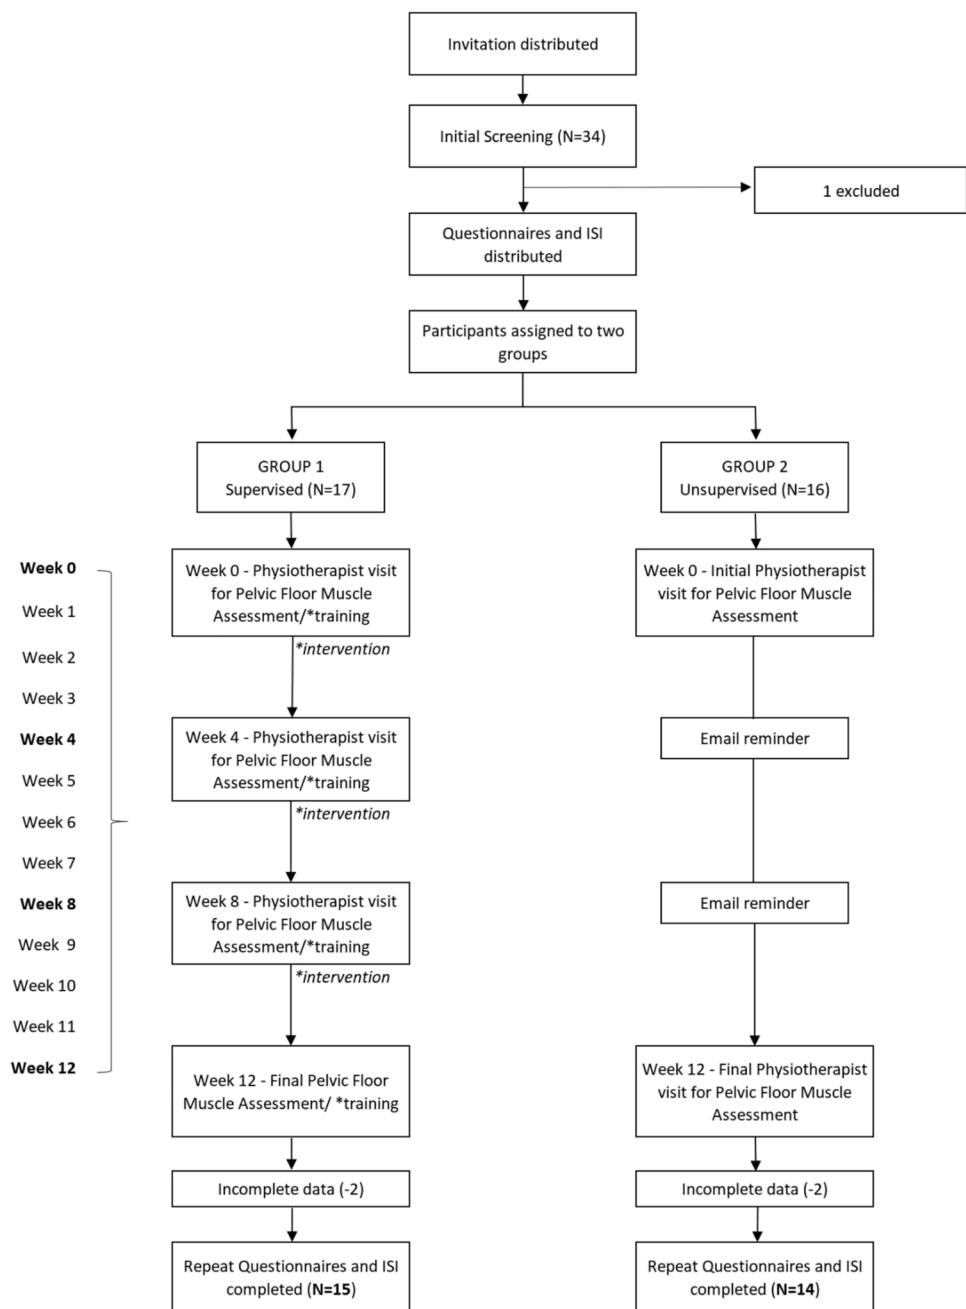 Invitation distributed
Initial Screening (N=34)
1 excluded
Questionnaires and ISI
distributed
Participants assigned to two
groups
GROUP 1
Supervised (N=17)
GROUP 2
Unsupervised (N=16)
Week 0
Week 1
Week 2
Week 3
Week 4
Week 5
Week 6
Week 7
Week 8
Week 9
Week 10
Week 11
Week 12
Week 0 - Physiotherapist visit
for Pelvic Floor Muscle
Assessment/*training
*intervention
Week 4 - Physiotherapist visit
for Pelvic Floor Muscle
Assessment/*training
*intervention
Week 8 - Physiotherapist visit
for Pelvic Floor Muscle
Assessment/*training
*intervention
Week 12 - Final Pelvic Floor
Muscle Assessment/ *training
Incomplete data (-2)
Repeat Questionnaires and ISI
completed (N=15)
Week 0 - Initial Physiotherapist
visit for Pelvic Floor Muscle
Assessment
Email reminder
Email reminder
Week 12 - Final Physiotherapist
visit for Pelvic Floor Muscle
Assessment
Incomplete data (-2)
Repeat Questionnaires and ISI
completed (N=14)